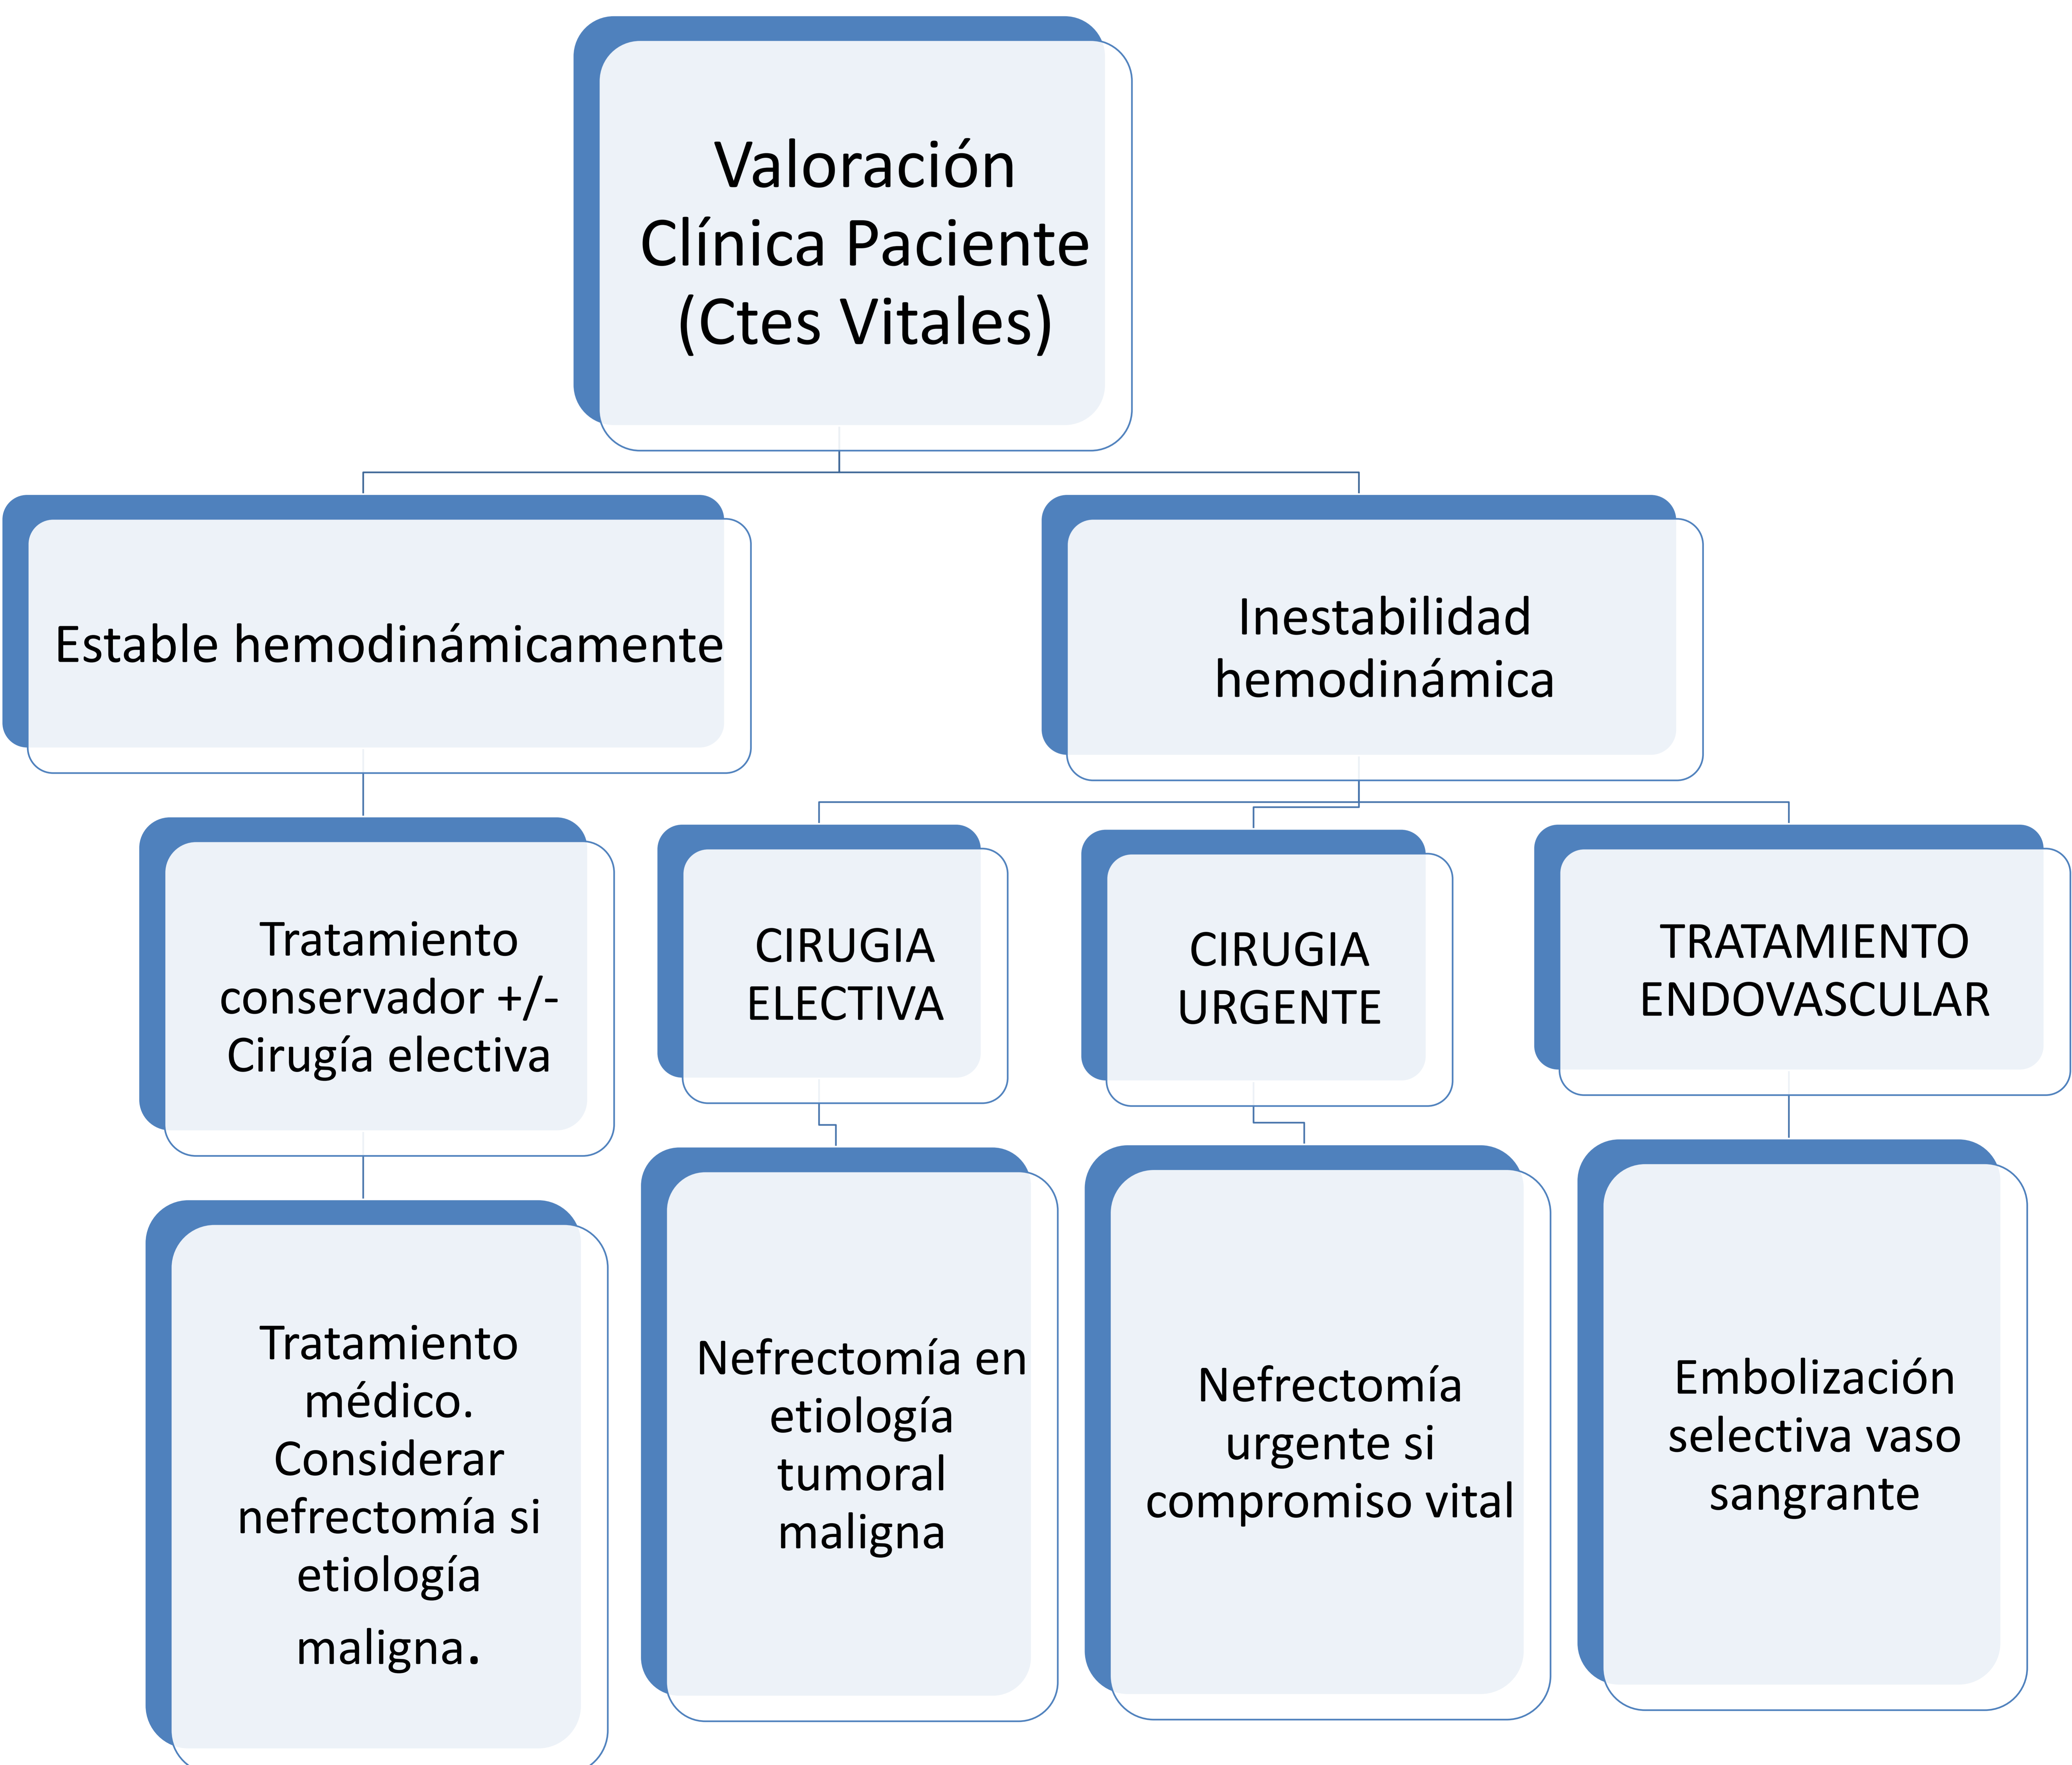 Valoración
Clínica Paciente
(Ctes Vitales)
Estable hemodinámicamente
Inestabilidad
hemodinámica
Tratamiento
conservador +/-
Cirugía electiva
CIRUGIA
ELECTIVA
CIRUGIA
URGENTE
TRATAMIENTO
ENDOVASCULAR
Tratamiento
médico.
Considerar
nefrectomía si
etiología
maligna.
Nefrectomía en
etiología
tumoral
maligna
Nefrectomía
urgente si
compromiso vital
Embolización
selectiva vaso
sangrante